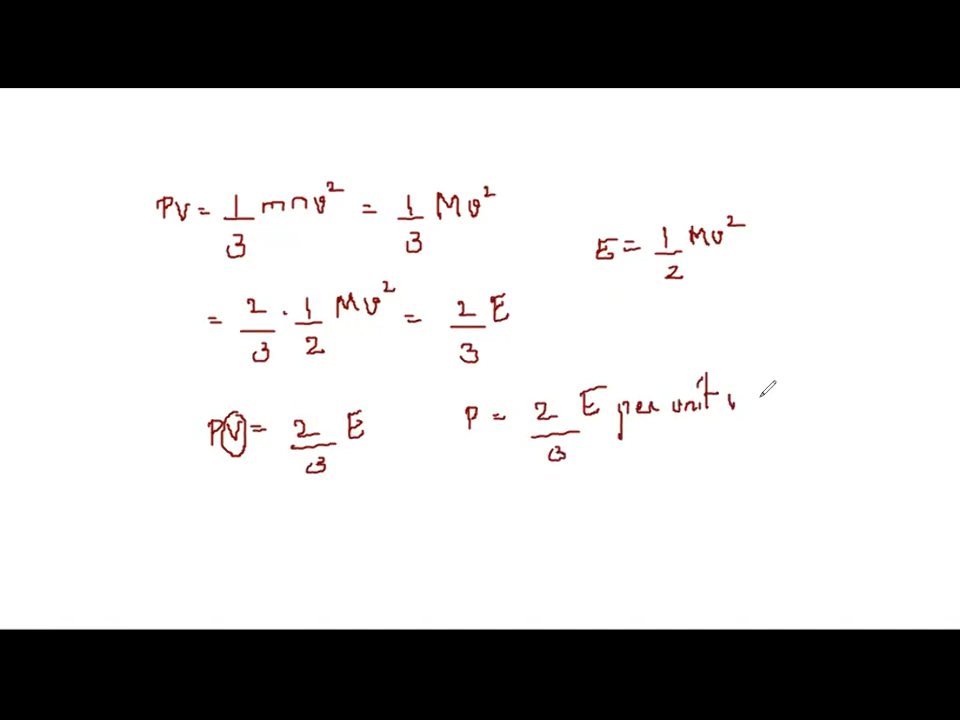 PV = 1/3 mnv² = 1/3 Mv²
E = 1/2 Mv²
= 2/3 · 1/2 Mv² = 2/3 E
PV = 2/3 E
P = 2/3 E per unit